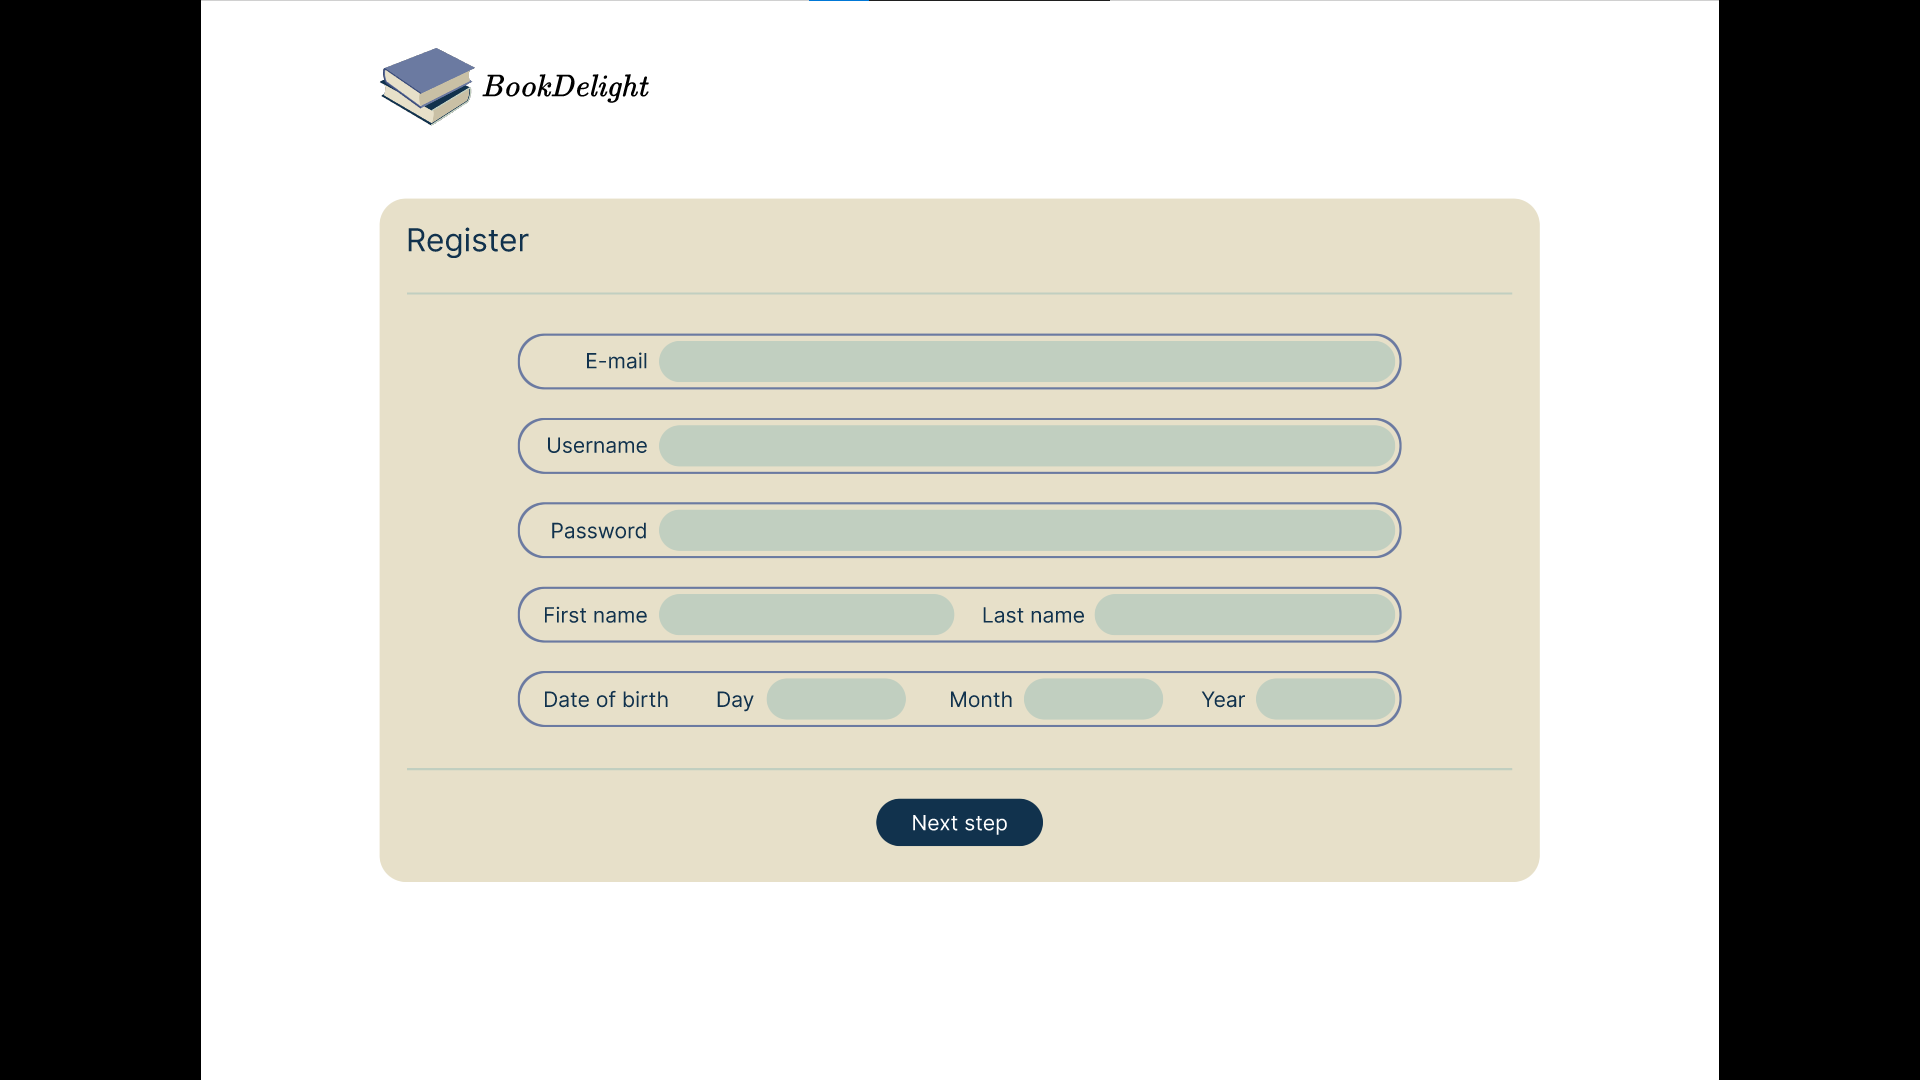 BookDelight
Register
E-mail
Username
Password
First name Last name
Date of birth Day Month Year
Next step